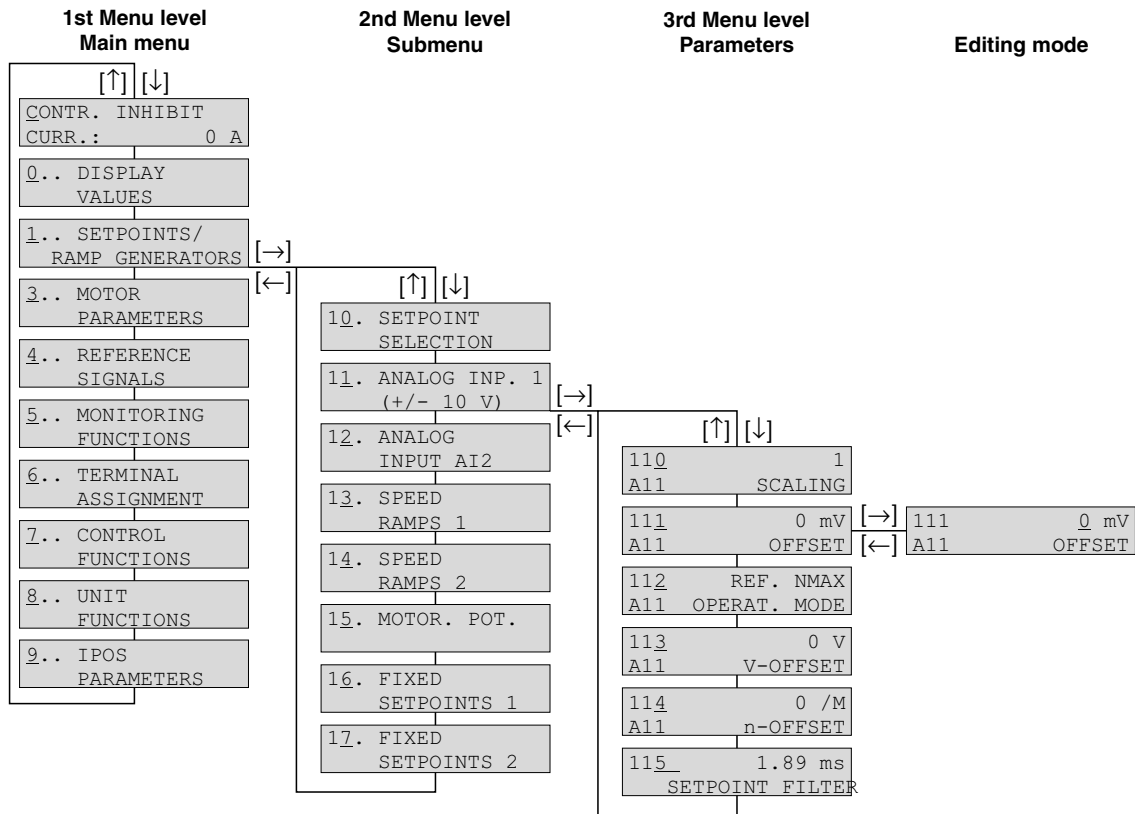 1st Menu level
Main menu
2nd Menu level
Submenu
3rd Menu level
Parameters
Editing mode
[↑] [↓]
CONTR. INHIBIT
CURR.: 0 A
0.. DISPLAY
VALUES
1.. SETPOINTS/
RAMP GENERATORS
[→]
[←]
3.. MOTOR
PARAMETERS
4.. REFERENCE
SIGNALS
5.. MONITORING
FUNCTIONS
6.. TERMINAL
ASSIGNMENT
7.. CONTROL
FUNCTIONS
8.. UNIT
FUNCTIONS
9.. IPOS
PARAMETERS
[↑] [↓]
10. SETPOINT
SELECTION
11. ANALOG INP. 1
(+/- 10 V)
[→]
[←]
12. ANALOG
INPUT AI2
13. SPEED
RAMPS 1
14. SPEED
RAMPS 2
15. MOTOR. POT.
16. FIXED
SETPOINTS 1
17. FIXED
SETPOINTS 2
[↑] [↓]
110 1
A11 SCALING
111 0 mV
A11 OFFSET
[→]
[←]
112 REF. NMAX
A11 OPERAT. MODE
113 0 V
A11 V-OFFSET
114 0 /M
A11 n-OFFSET
115 1.89 ms
SETPOINT FILTER
111 0 mV
A11 OFFSET